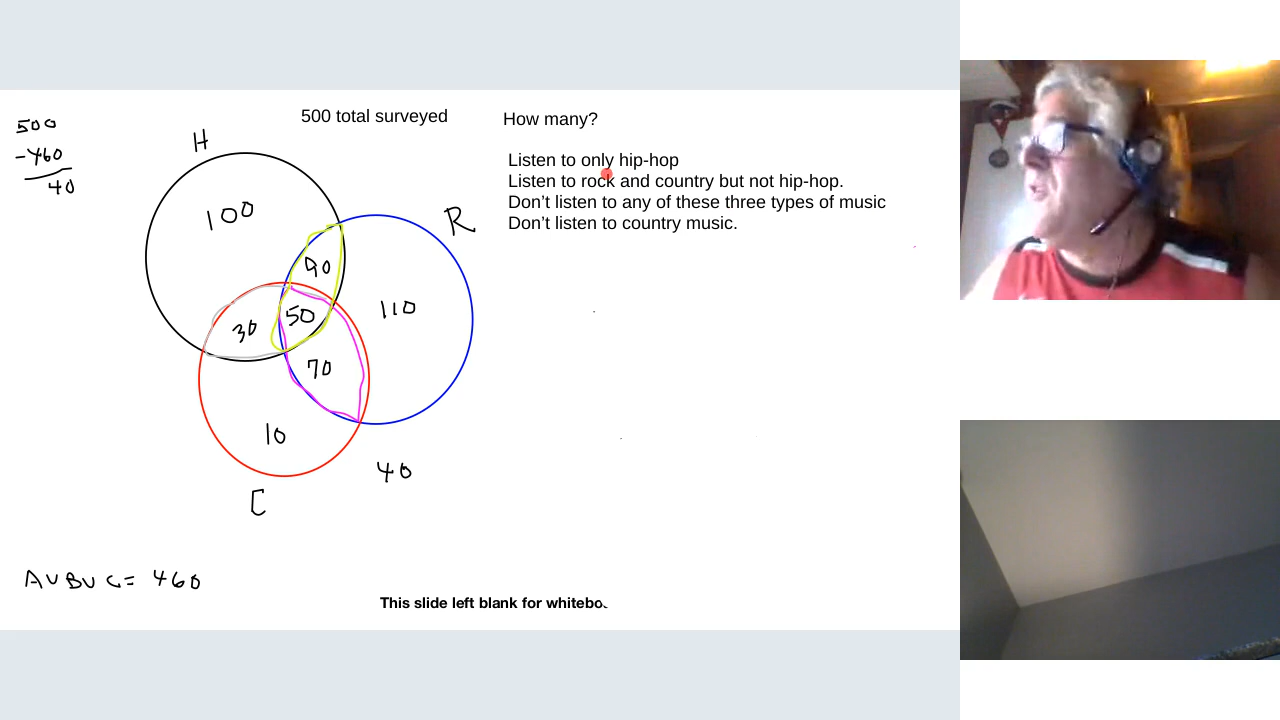 500 total surveyed
How many?
Listen to only hip-hop
Listen to rock and country but not hip-hop.
Don't listen to any of these three types of music
Don't listen to country music.
500
-460
40
H
100
R
90
110
50
30
70
10
40
C
A∪B∪C= 460
This slide left blank for